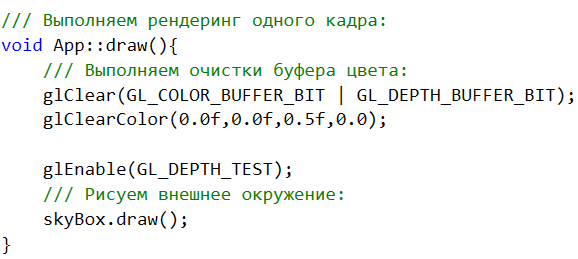 /// Выполняем рендеринг одного кадра:
void App::draw(){
    /// Выполняем очистки буфера цвета:
    glClear(GL_COLOR_BUFFER_BIT | GL_DEPTH_BUFFER_BIT);
    glClearColor(0.0f,0.0f,0.5f,0.0);

    glEnable(GL_DEPTH_TEST);
    /// Рисуем внешнее окружение:
    skyBox.draw();
}